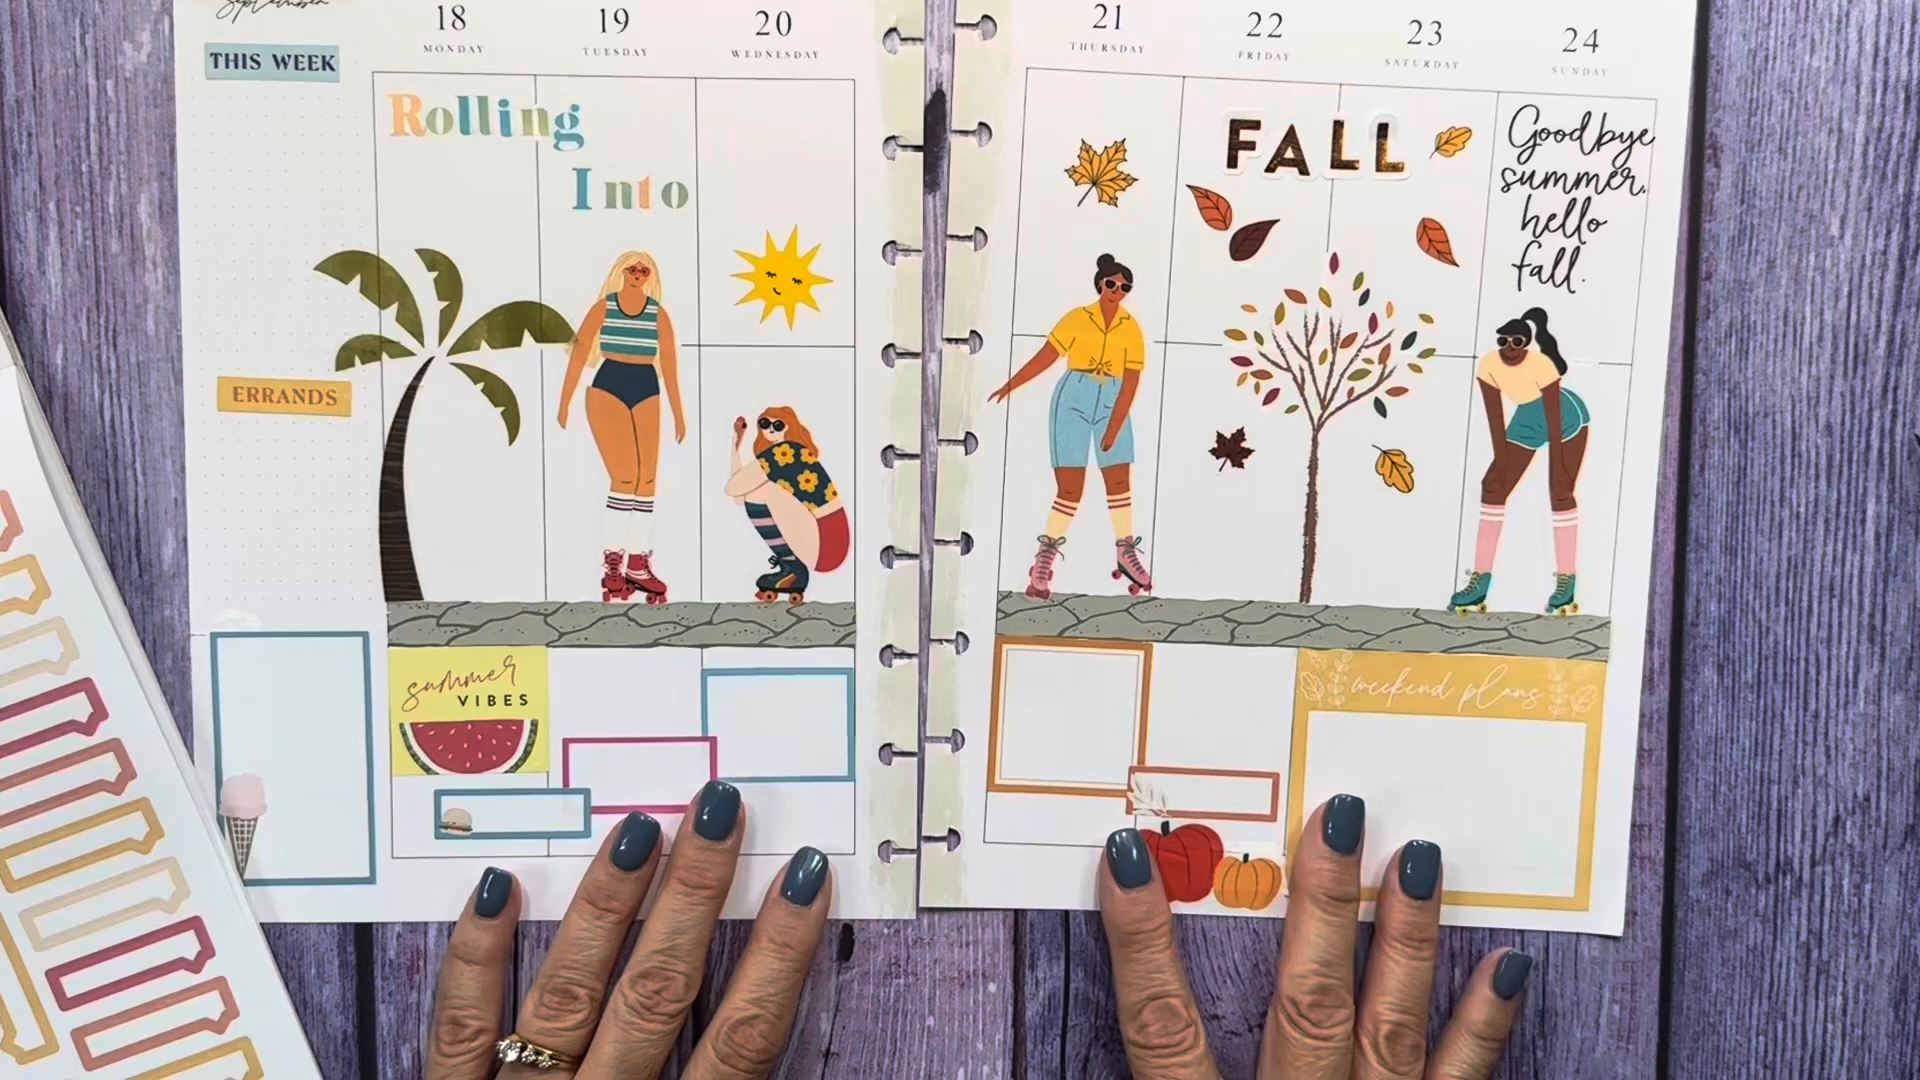 September
THIS WEEK
18
MONDAY
19
TUESDAY
20
WEDNESDAY
Rolling
Into
ERRANDS
summer
VIBES
21
THURSDAY
22
FRIDAY
23
SATURDAY
24
SUNDAY
FALL
Goodbye
summer.
hello
fall.
weekend plans